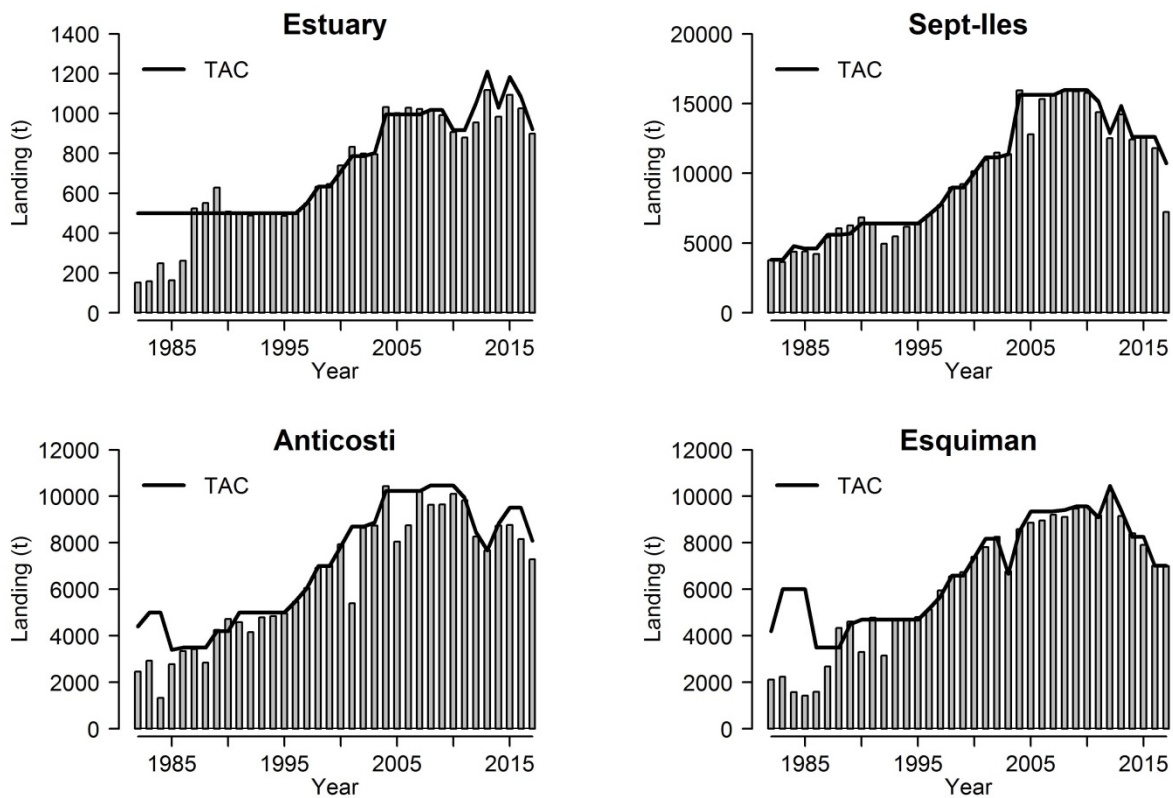 Estuary
1400
1200
1000
800
600
400
200
0
Landing (t)
TAC
1985 1995 2005 2015
Year
Sept-Iles
20000
15000
10000
5000
0
Landing (t)
TAC
1985 1995 2005 2015
Year
Anticosti
12000
10000
8000
6000
4000
2000
0
Landing (t)
TAC
1985 1995 2005 2015
Year
Esquiman
12000
10000
8000
6000
4000
2000
0
Landing (t)
TAC
1985 1995 2005 2015
Year